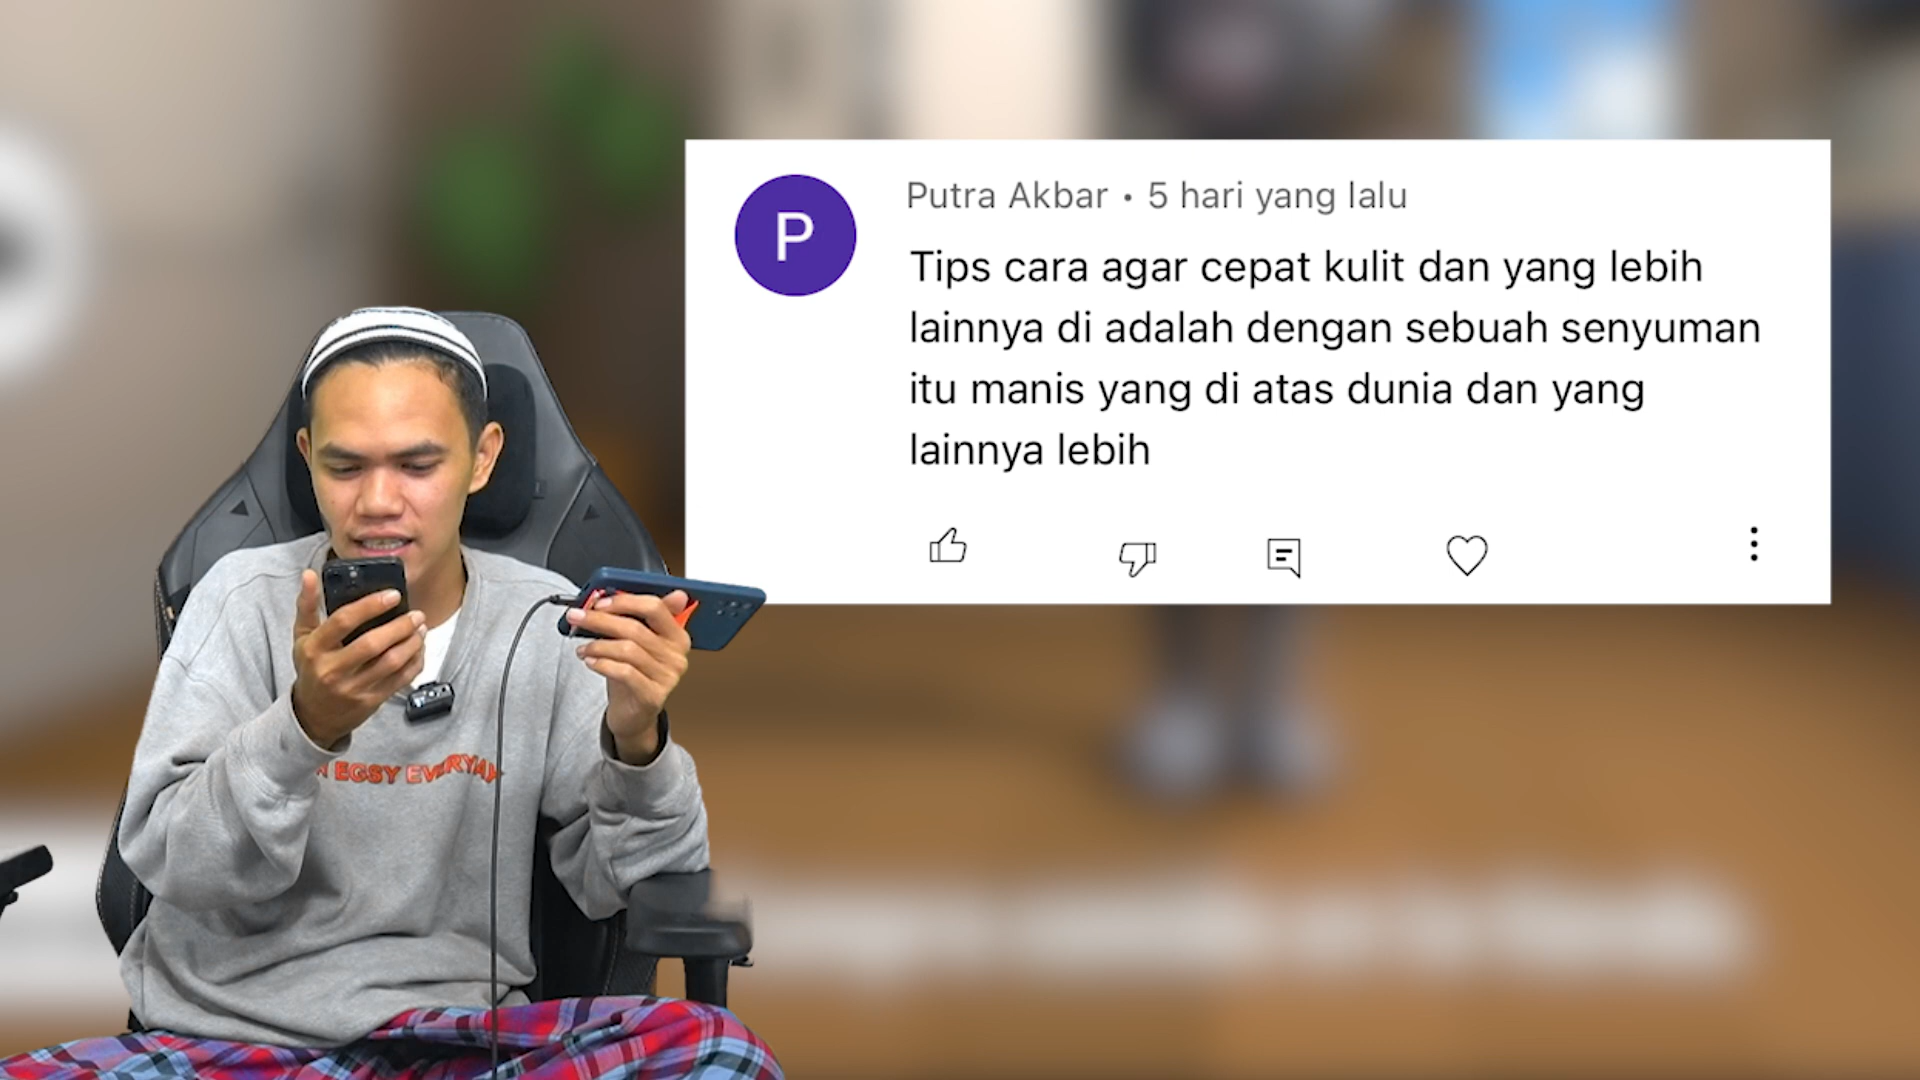 Putra Akbar • 5 hari yang lalu
P
Tips cara agar cepat kulit dan yang lebih
lainnya di adalah dengan sebuah senyuman
itu manis yang di atas dunia dan yang
lainnya lebih
EGSY EVERYDAY